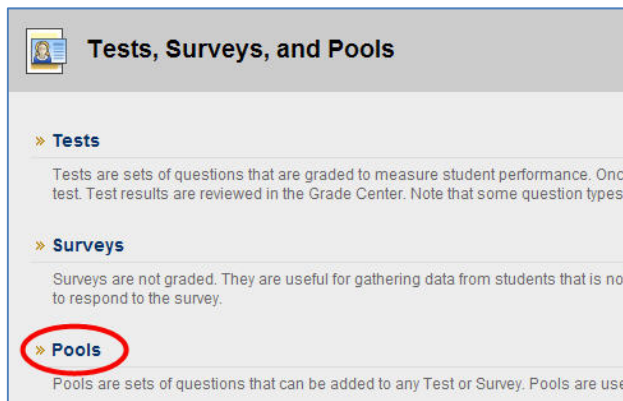 Tests, Surveys, and Pools
» Tests
Tests are sets of questions that are graded to measure student performance. Onc
test. Test results are reviewed in the Grade Center. Note that some question types
» Surveys
Surveys are not graded. They are useful for gathering data from students that is no
to respond to the survey.
» Pools
Pools are sets of questions that can be added to any Test or Survey. Pools are use